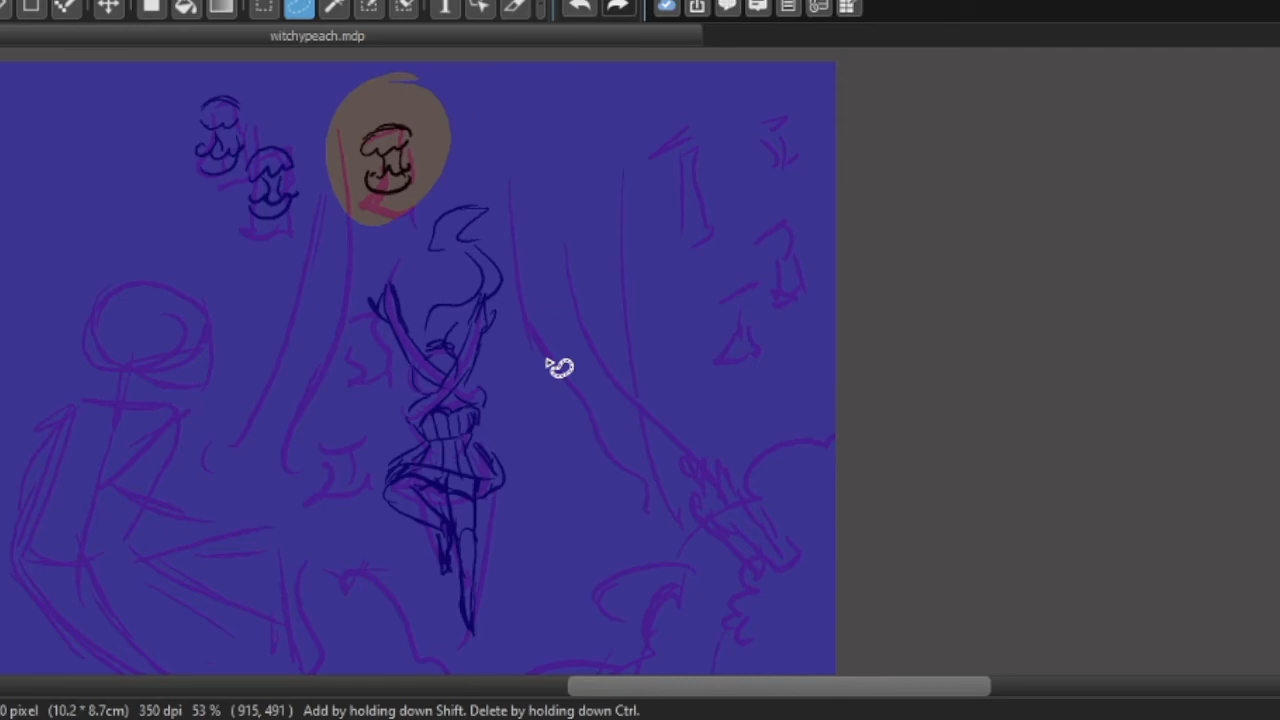 witchypeach.mdp
0 pixel (10.2 * 8.7cm) 350 dpi 53 % ( 915, 491 ) Add by holding down Shift. Delete by holding down Ctrl.